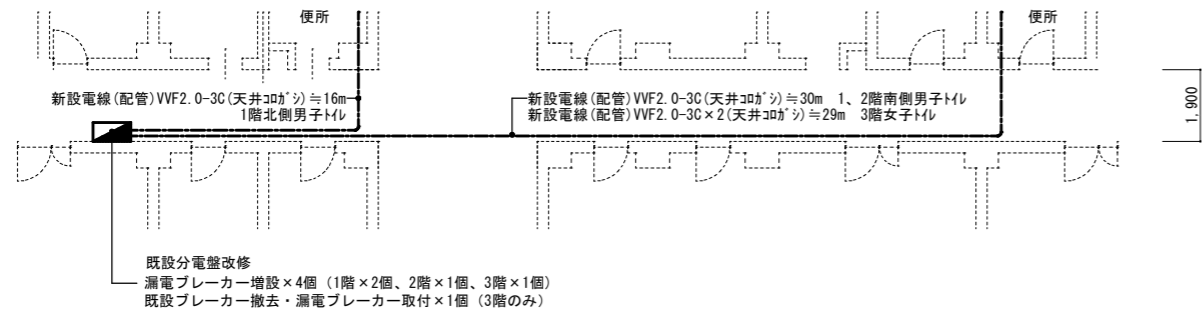 便所
便所
新設電線(配管)VVF2.0-3C(天井コロガシ)≒16m
1階北側男子トイレ
新設電線(配管)VVF2.0-3C(天井コロガシ)≒30m 1、2階南側男子トイレ
新設電線(配管)VVF2.0-3C×2(天井コロガシ)≒29m 3階女子トイレ
1,900
既設分電盤改修
漏電ブレーカー増設×4個 (1階×2個、2階×1個、3階×1個)
既設ブレーカー撤去・漏電ブレーカー取付×1個 (3階のみ)